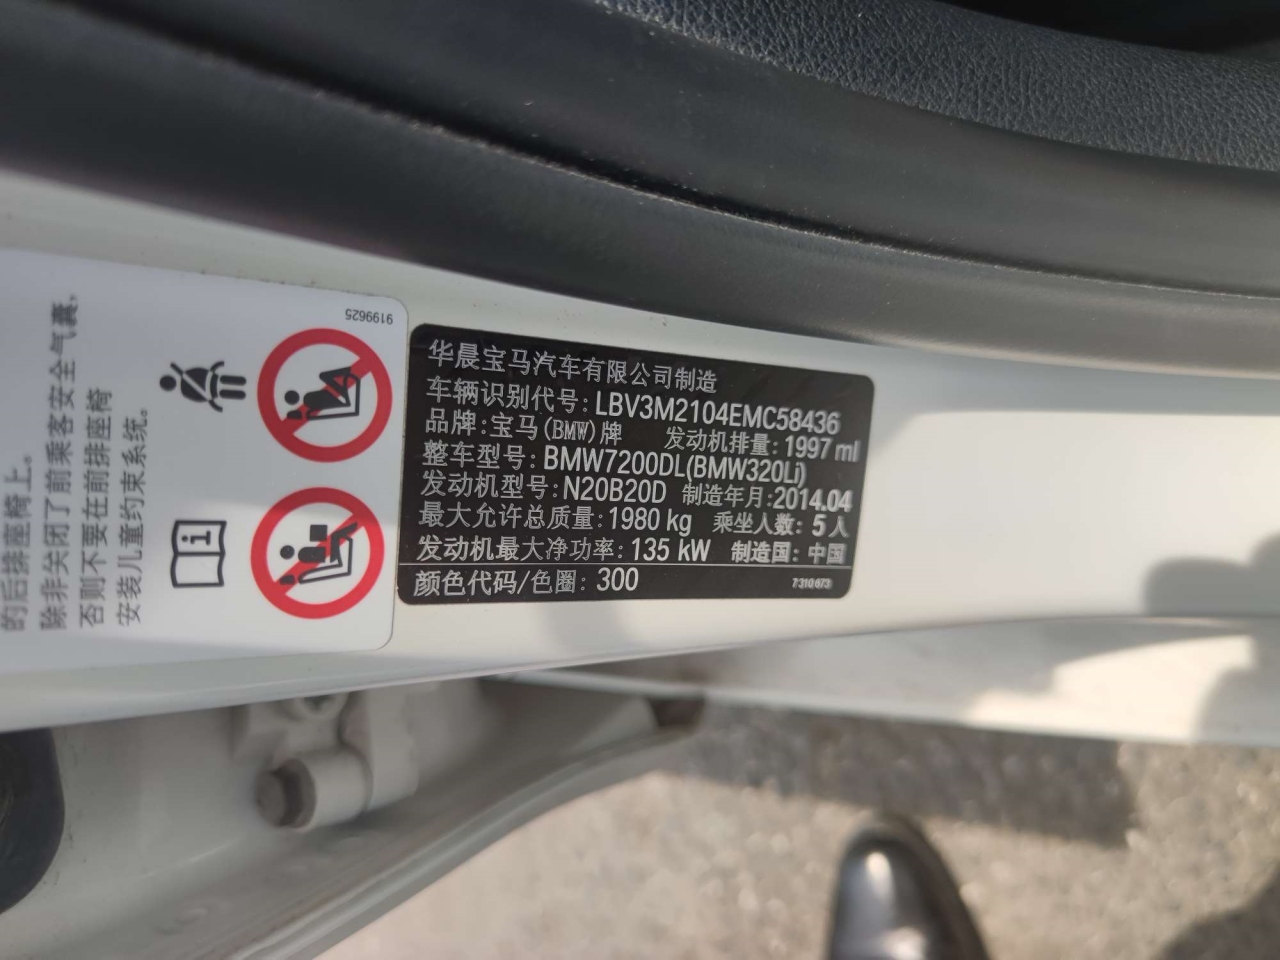 华晨宝马汽车有限公司制造
车辆识别代号: LBV3M2104EMC58436
品牌: 宝马(BMW)牌 发动机排量: 1997 ml
整车型号: BMW7200DL(BMW320Li)
发动机型号: N20B20D 制造年月: 2014.04
最大允许总质量: 1980 kg 乘坐人数: 5人
发动机最大净功率: 135 kW 制造国: 中国
颜色代码/色圈: 300 7310673
9199625
的后排座椅上。
除非关闭了前乘客安全气囊,
否则不要在前排座椅
安装儿童约束系统。